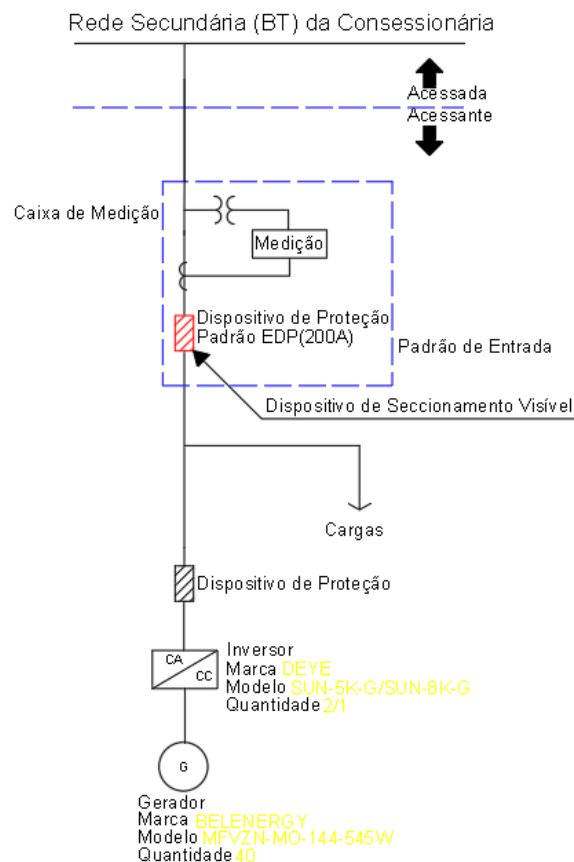 Rede Secundária (BT) da Consessionária
Acessada
Acessante
Caixa de Medição
Medição
Dispositivo de Proteção
Padrão EDP(200A)
Padrão de Entrada
Dispositivo de Seccionamento Visível
Cargas
Dispositivo de Proteção
CA
CC
Inversor
Marca DEYE
Modelo SUN-5K-G/SUN-8K-G
Quantidade 2/1
G
Gerador
Marca BELENERGY
Modelo MFVZN-MO-144-545W
Quantidade 40